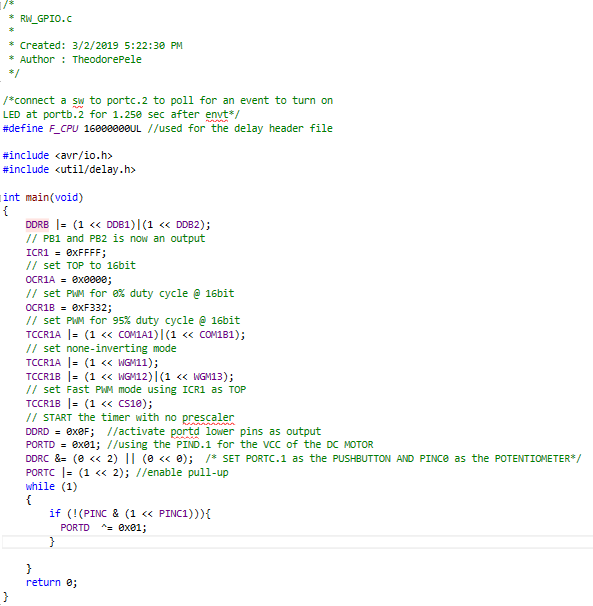 /*
 * RW_GPIO.c
 *
 * Created: 3/2/2019 5:22:30 PM
 * Author : TheodorePele
 */

/*connect a sw to portc.2 to poll for an event to turn on
LED at portb.2 for 1.250 sec after envt*/
#define F_CPU 16000000UL //used for the delay header file

#include <avr/io.h>
#include <util/delay.h>

int main(void)
{
    DDRB |= (1 << DDB1)|(1 << DDB2);
    // PB1 and PB2 is now an output
    ICR1 = 0xFFFF;
    // set TOP to 16bit
    OCR1A = 0x0000;
    // set PWM for 0% duty cycle @ 16bit
    OCR1B = 0xF332;
    // set PWM for 95% duty cycle @ 16bit
    TCCR1A |= (1 << COM1A1)|(1 << COM1B1);
    // set none-inverting mode
    TCCR1A |= (1 << WGM11);
    TCCR1B |= (1 << WGM12)|(1 << WGM13);
    // set Fast PWM mode using ICR1 as TOP
    TCCR1B |= (1 << CS10);
    // START the timer with no prescaler
    DDRD = 0x0F;  //activate portd lower pins as output
    PORTD = 0x01; //using the PIND.1 for the VCC of the DC MOTOR
    DDRC &= (0 << 2) || (0 << 0);  /* SET PORTC.1 as the PUSHBUTTON AND PINC0 as the POTENTIOMETER*/
    PORTC |= (1 << 2); //enable pull-up
    while (1)
    {
        if (!(PINC & (1 << PINC1))){
          PORTD  ^= 0x01;
        }

    }
    return 0;
}